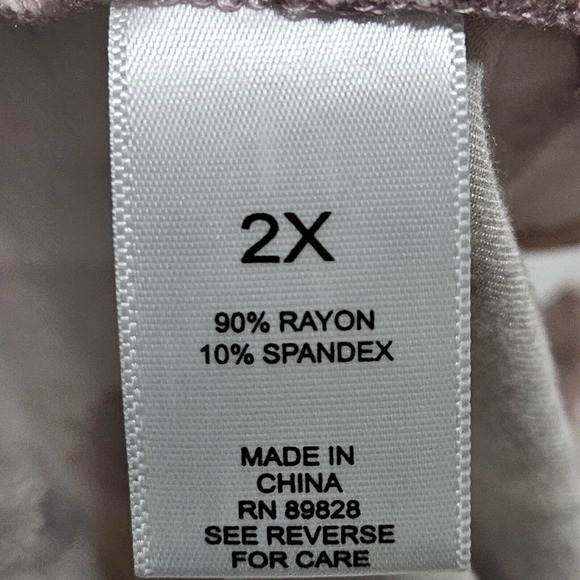 2X
90% RAYON
10% SPANDEX
MADE IN
CHINA
RN 89828
SEE REVERSE
FOR CARE